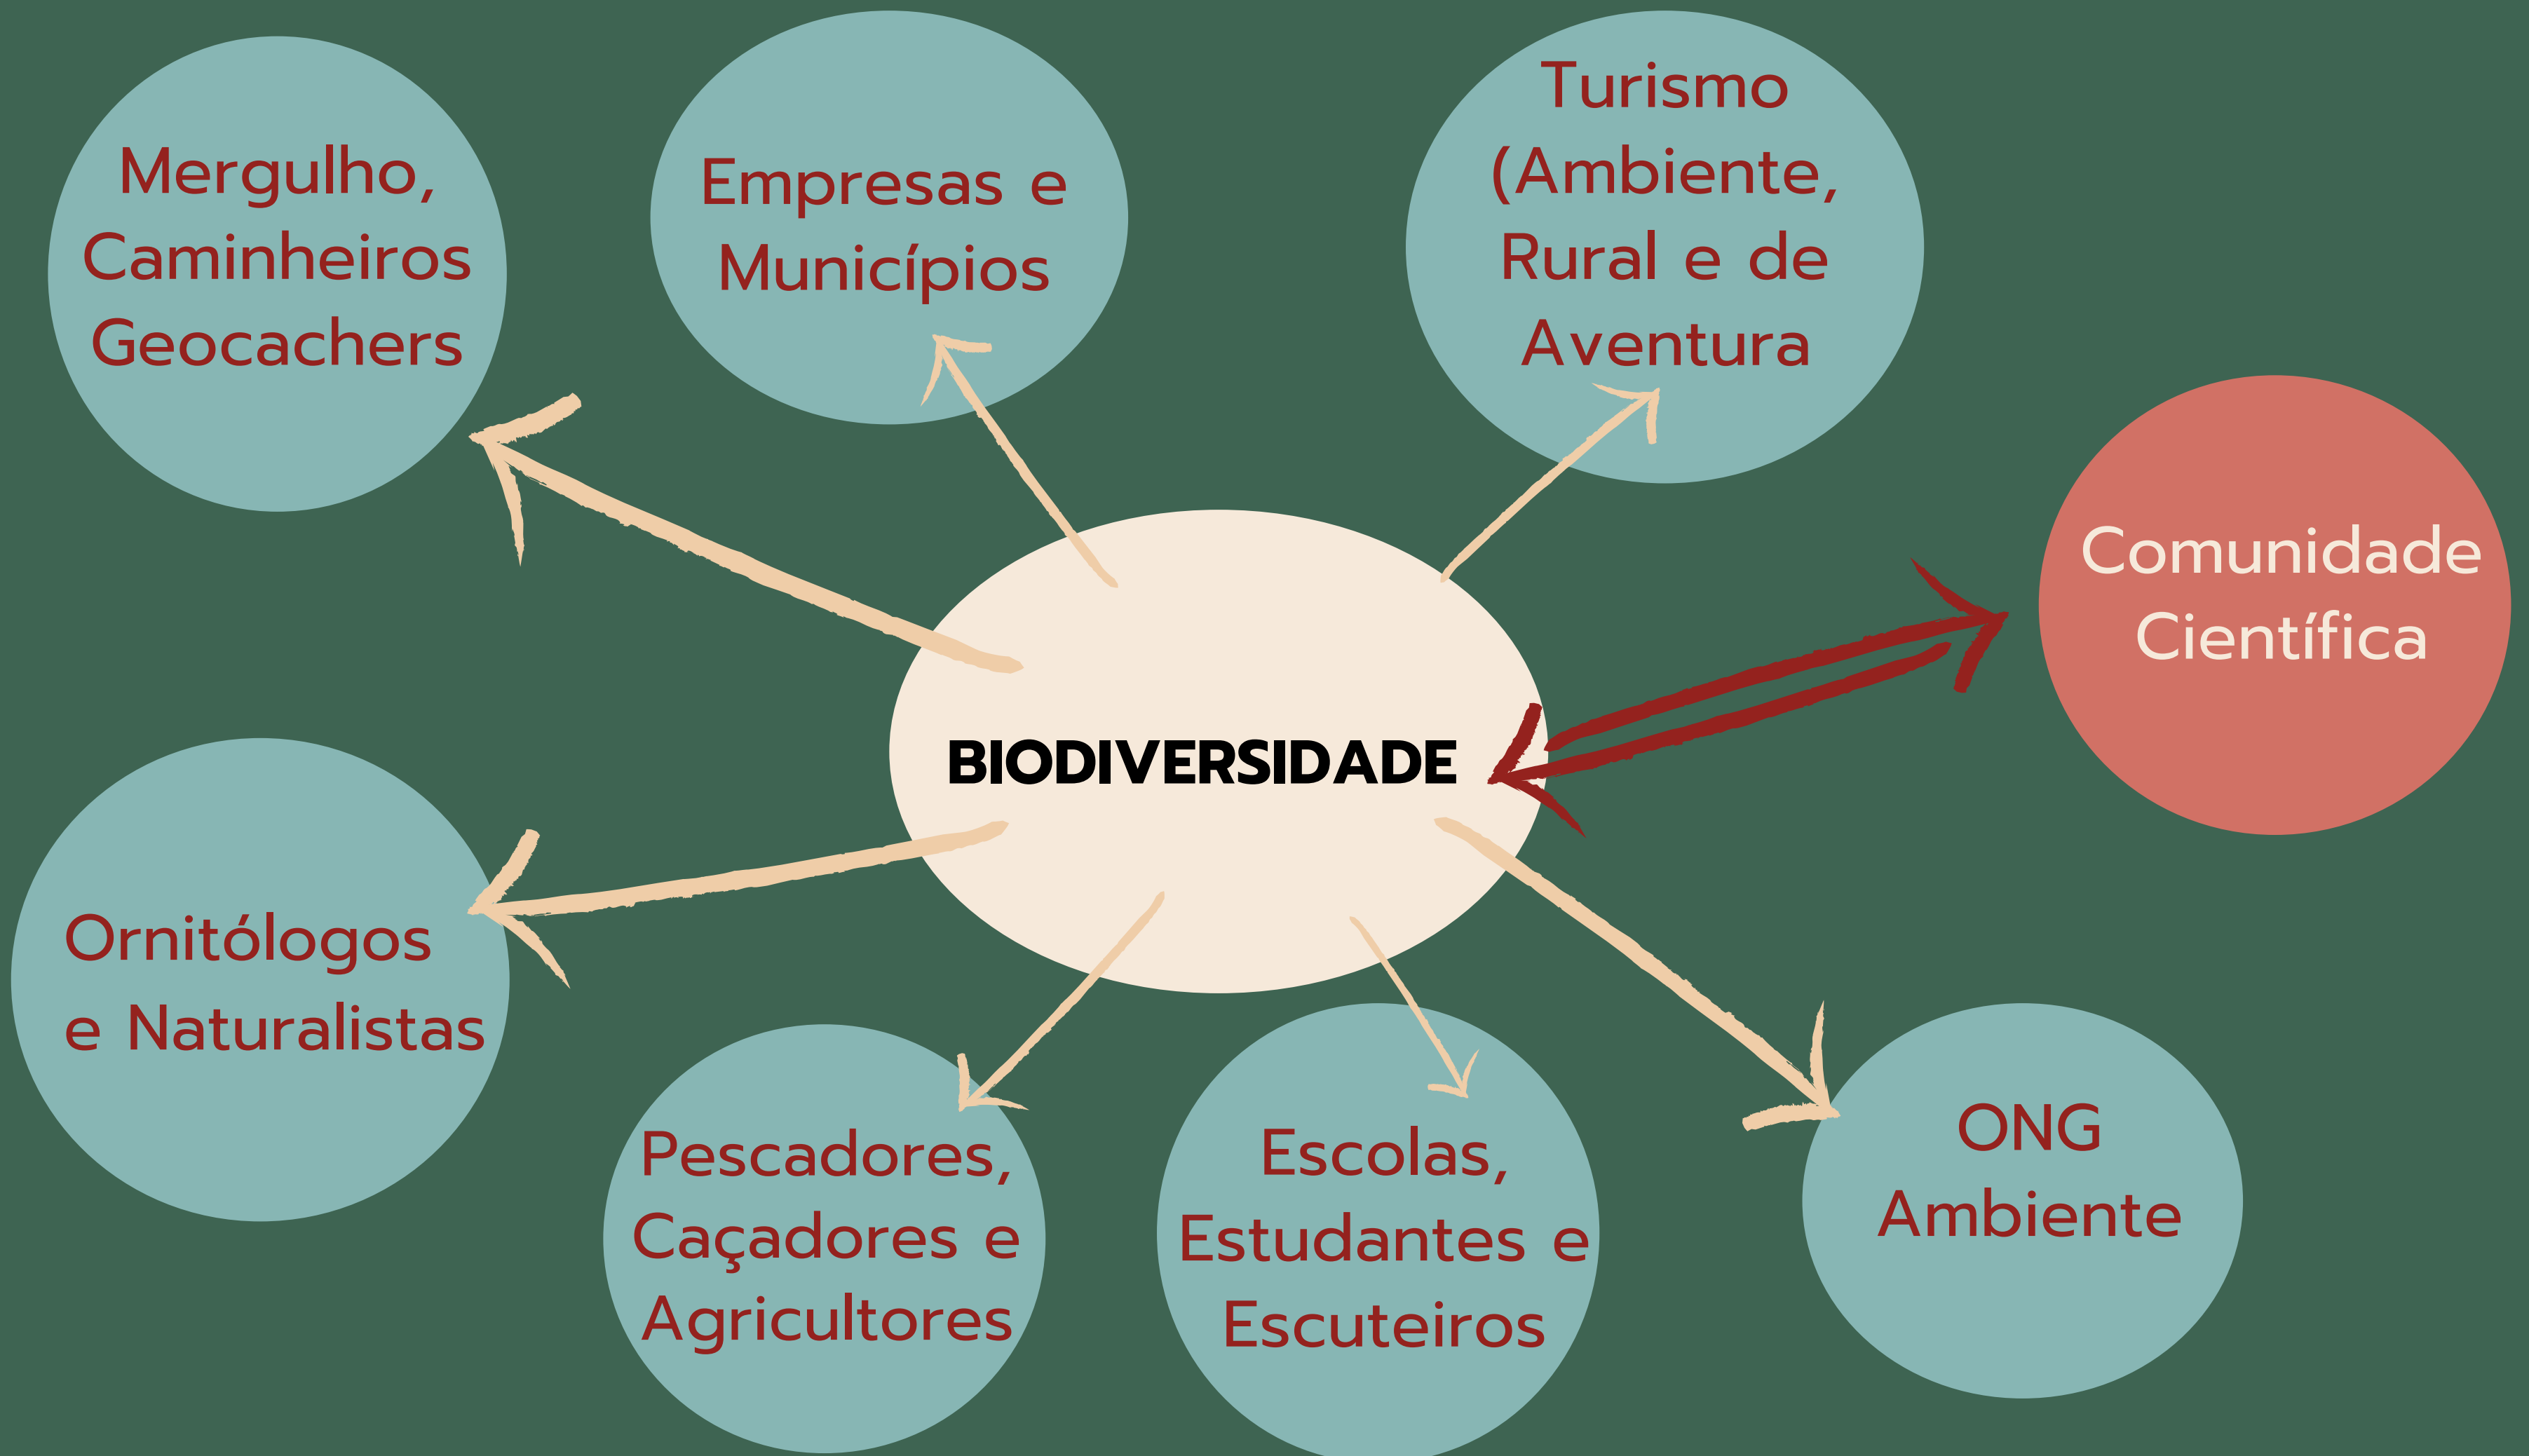 Mergulho,
Caminheiros
Geocachers
Empresas e
Municípios
Turismo
(Ambiente,
Rural e de
Aventura
Comunidade
Científica
BIODIVERSIDADE
Ornitólogos
e Naturalistas
Pescadores,
Caçadores e
Agricultores
Escolas,
Estudantes e
Escuteiros
ONG
Ambiente